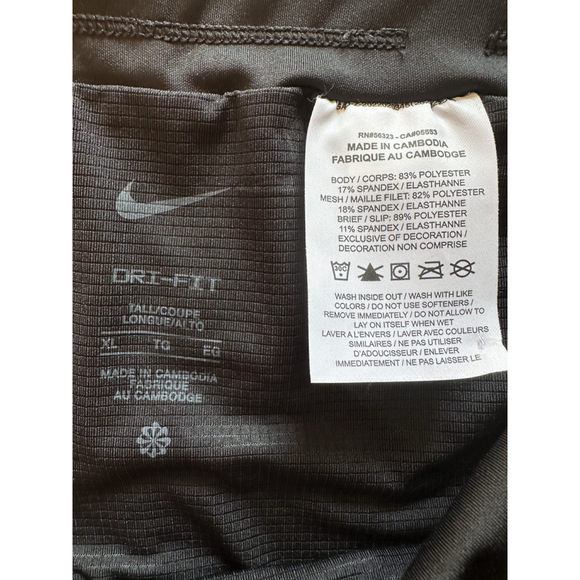 DRI-FIT
TALL/COUPE
LONGUE/ALTO
XL TG EG
MADE IN CAMBODIA
FABRIQUE
AU CAMBODGE
RN#56323 - CA#05553
MADE IN CAMBODIA
FABRIQUE AU CAMBODGE
BODY / CORPS: 83% POLYESTER
17% SPANDEX / ELASTHANNE
MESH / MAILLE FILET: 82% POLYESTER
18% SPANDEX / ELASTHANNE
BRIEF / SLIP: 89% POLYESTER
11% SPANDEX / ELASTHANNE
EXCLUSIVE OF DECORATION /
DECORATION NON COMPRISE
30C
WASH INSIDE OUT / WASH WITH LIKE
COLORS / DO NOT USE SOFTENERS /
REMOVE IMMEDIATELY / DO NOT ALLOW TO
LAY ON ITSELF WHEN WET
LAVER A L'ENVERS / LAVER AVEC COULEURS
SIMILAIRES / NE PAS UTILISER
D'ADOUCISSEUR / ENLEVER
IMMEDIATEMENT / NE PAS LAISSER LE